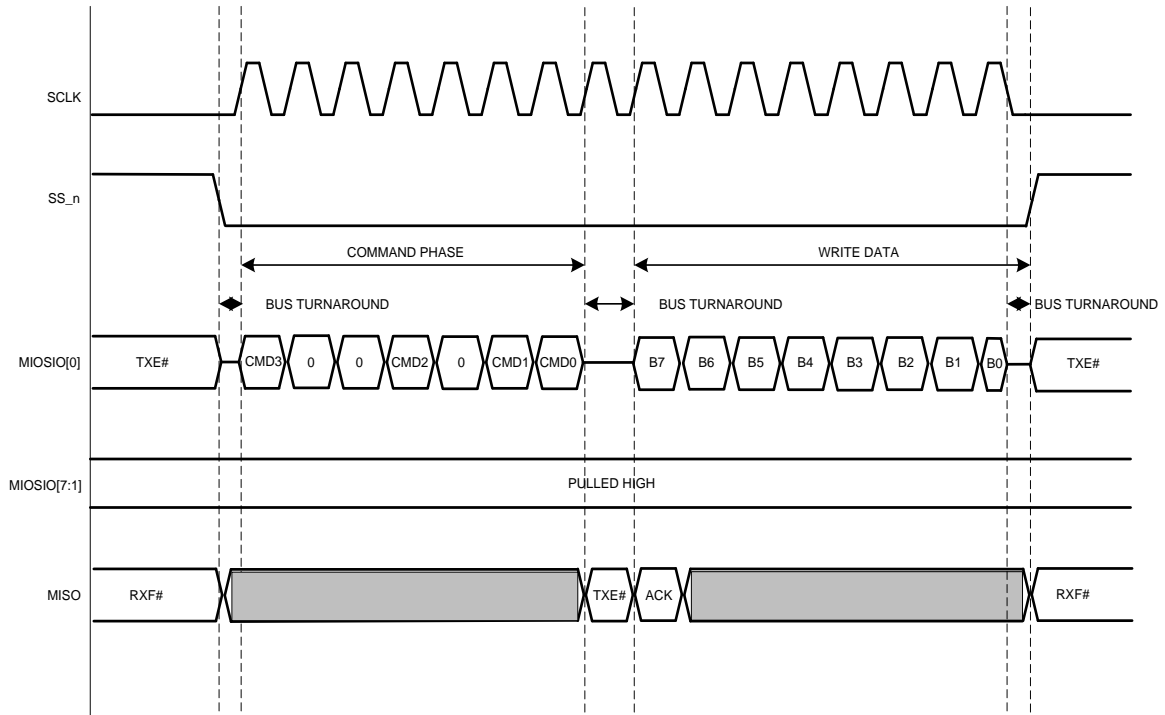 SCLK
SS_n
COMMAND PHASE WRITE DATA
BUS TURNAROUND BUS TURNAROUND BUS TURNAROUND
MIOSIO[0] TXE# CMD3 0 0 CMD2 0 CMD1 CMD0 B7 B6 B5 B4 B3 B2 B1 B0 TXE#
MIOSIO[7:1] PULLED HIGH
MISO RXF# TXE# ACK RXF#